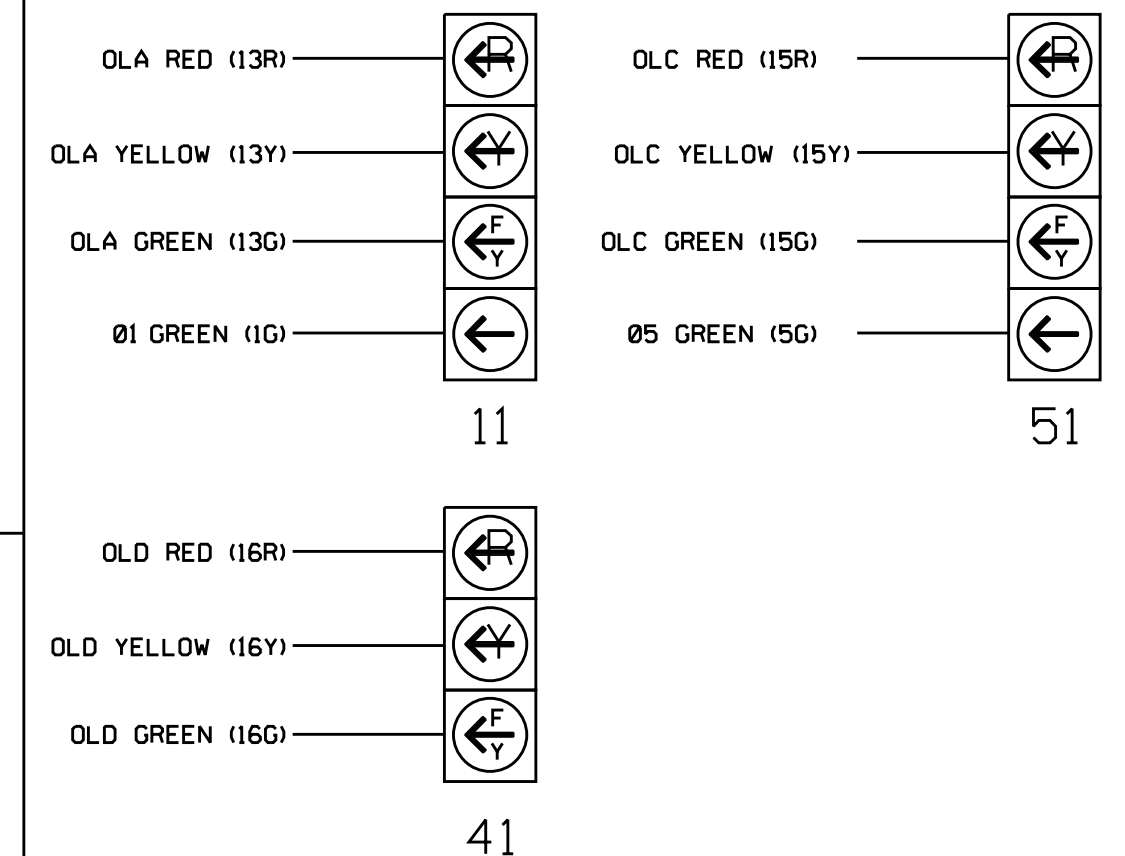 OLA RED (13R)
R
OLA YELLOW (13Y)
Y
OLA GREEN (13G)
F
Y
Ø1 GREEN (1G)
11
OLC RED (15R)
R
OLC YELLOW (15Y)
Y
OLC GREEN (15G)
F
Y
Ø5 GREEN (5G)
51
OLD RED (16R)
R
OLD YELLOW (16Y)
Y
OLD GREEN (16G)
F
Y
41